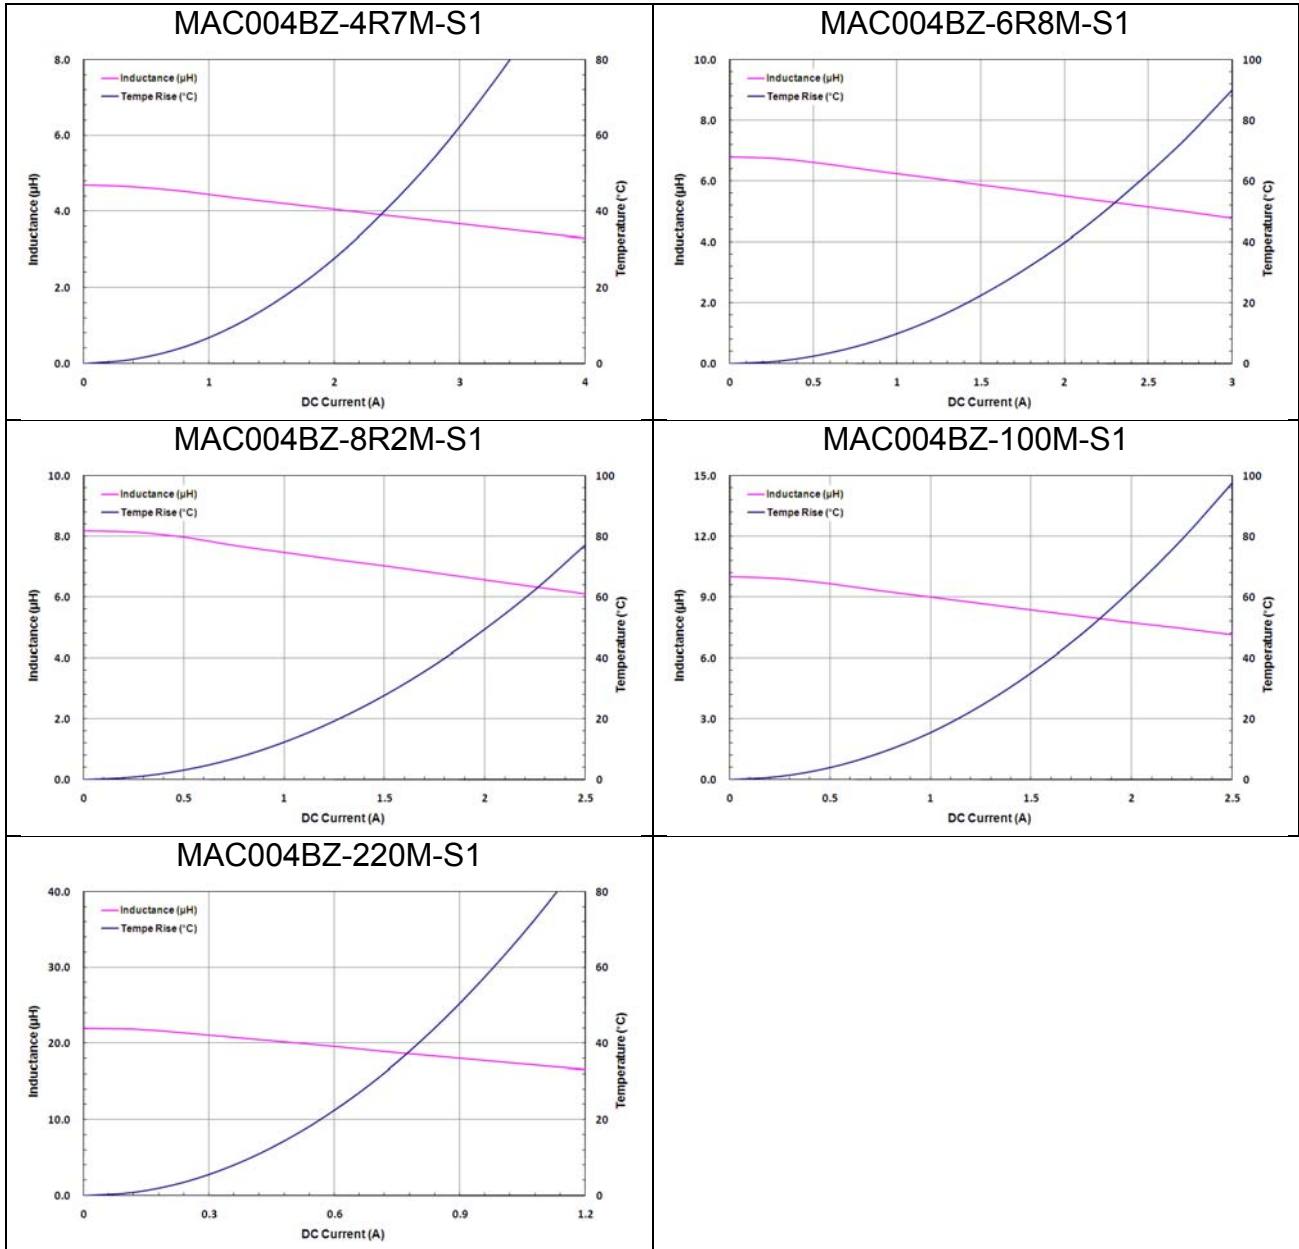 MAC004BZ-4R7M-S1
Inductance (µH)
Tempe Rise (°C)
8.0
6.0
4.0
2.0
0.0
80
60
40
20
0
0 1 2 3 4
Inductance (µH)
Temperature (°C)
DC Current (A)
MAC004BZ-6R8M-S1
Inductance (µH)
Tempe Rise (°C)
10.0
8.0
6.0
4.0
2.0
0.0
100
80
60
40
20
0
0 0.5 1 1.5 2 2.5 3
Inductance (µH)
Temperature (°C)
DC Current (A)
MAC004BZ-8R2M-S1
Inductance (µH)
Tempe Rise (°C)
10.0
8.0
6.0
4.0
2.0
0.0
100
80
60
40
20
0
0 0.5 1 1.5 2 2.5
Inductance (µH)
Temperature (°C)
DC Current (A)
MAC004BZ-100M-S1
Inductance (µH)
Tempe Rise (°C)
15.0
12.0
9.0
6.0
3.0
0.0
100
80
60
40
20
0
0 0.5 1 1.5 2 2.5
Inductance (µH)
Temperature (°C)
DC Current (A)
MAC004BZ-220M-S1
Inductance (µH)
Tempe Rise (°C)
40.0
30.0
20.0
10.0
0.0
80
60
40
20
0
0 0.3 0.6 0.9 1.2
Inductance (µH)
Temperature (°C)
DC Current (A)